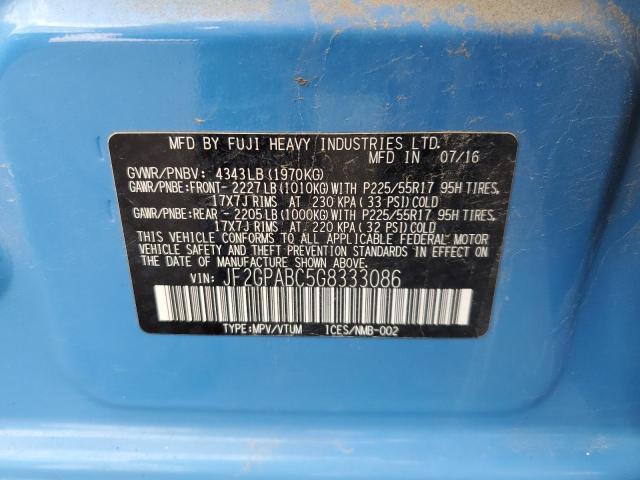 MFD BY FUJI HEAVY INDUSTRIES LTD.
MFD IN 07/16
GVWR/PNBV: 4343LB(1970KG)
GAWR/PNBE:FRONT- 2227LB(1010KG)WITH P225/55R17 95H TIRES,
17X7J RIMS AT 230 KPA(33 PSI)COLD
GAWR/PNBE:REAR - 2205LB(1000KG)WITH P225/55R17 95H TIRES,
17X7J RIMS AT 220 KPA(32 PSI)COLD
THIS VEHICLE CONFORMS TO ALL APPLICABLE FEDERAL MOTOR
VEHICLE SAFETY AND THEFT PREVENTION STANDARDS IN EFFECT ON
THE DATE OF MANUFACTURE SHOWN ABOVE.
VIN: JF2GPABC5G8333086
TYPE:MPV/VTUM ICES/NMB-002